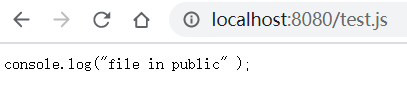 localhost:8080/test.js
console.log("file in public" );